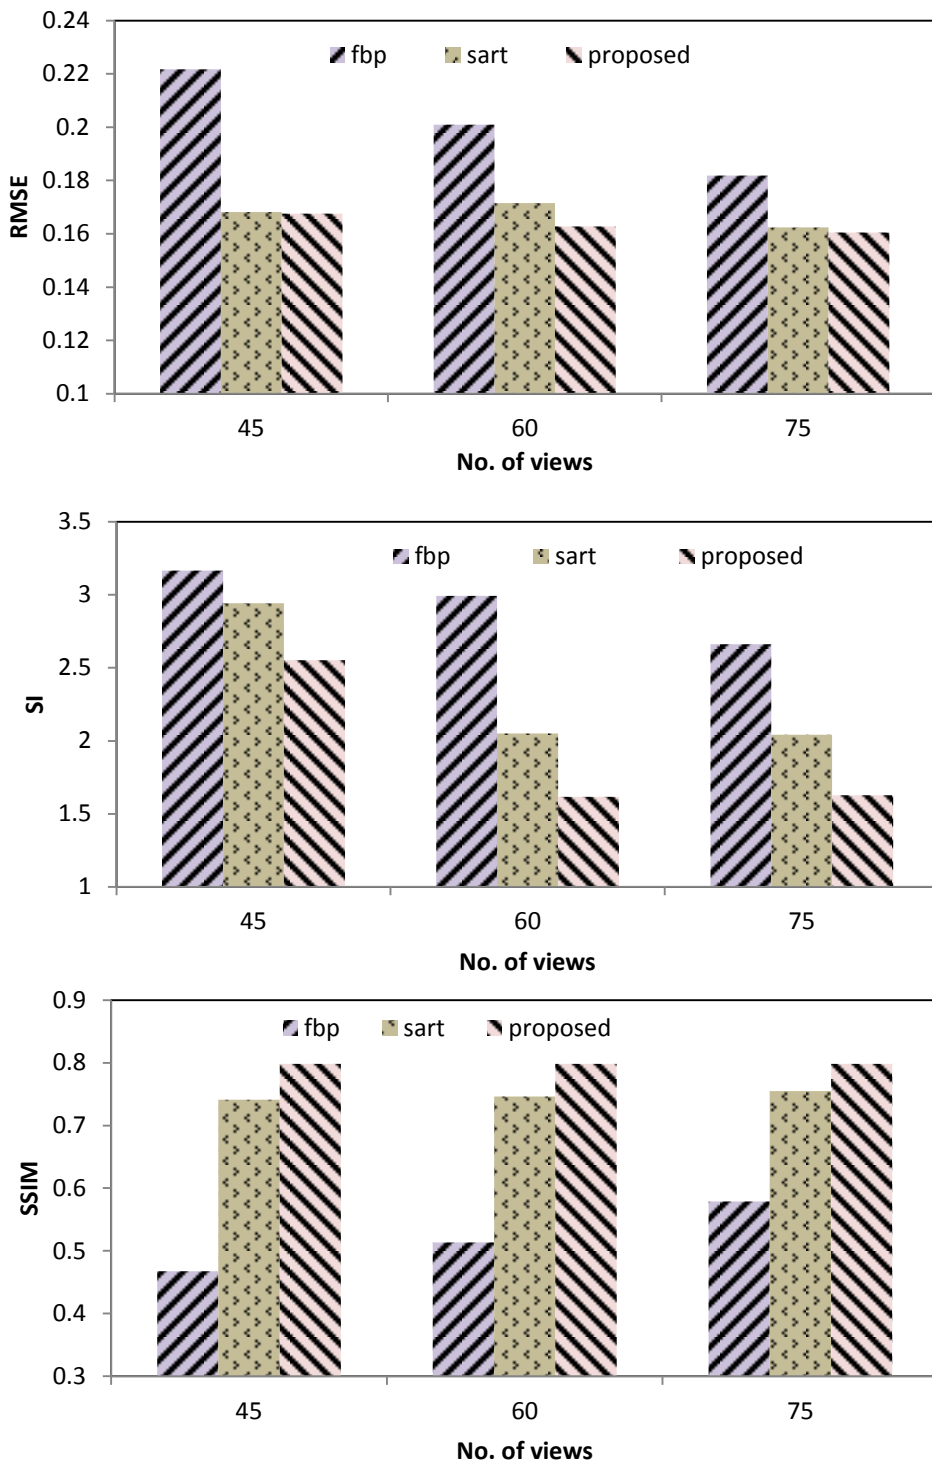 0.24
fbp sart proposed
0.22
0.2
0.18
RMSE
0.16
0.14
0.12
0.1
45 60 75
No. of views
3.5
fbp sart proposed
3
2.5
SI
2
1.5
1
45 60 75
No. of views
0.9
fbp sart proposed
0.8
0.7
SSIM
0.6
0.5
0.4
0.3
45 60 75
No. of views